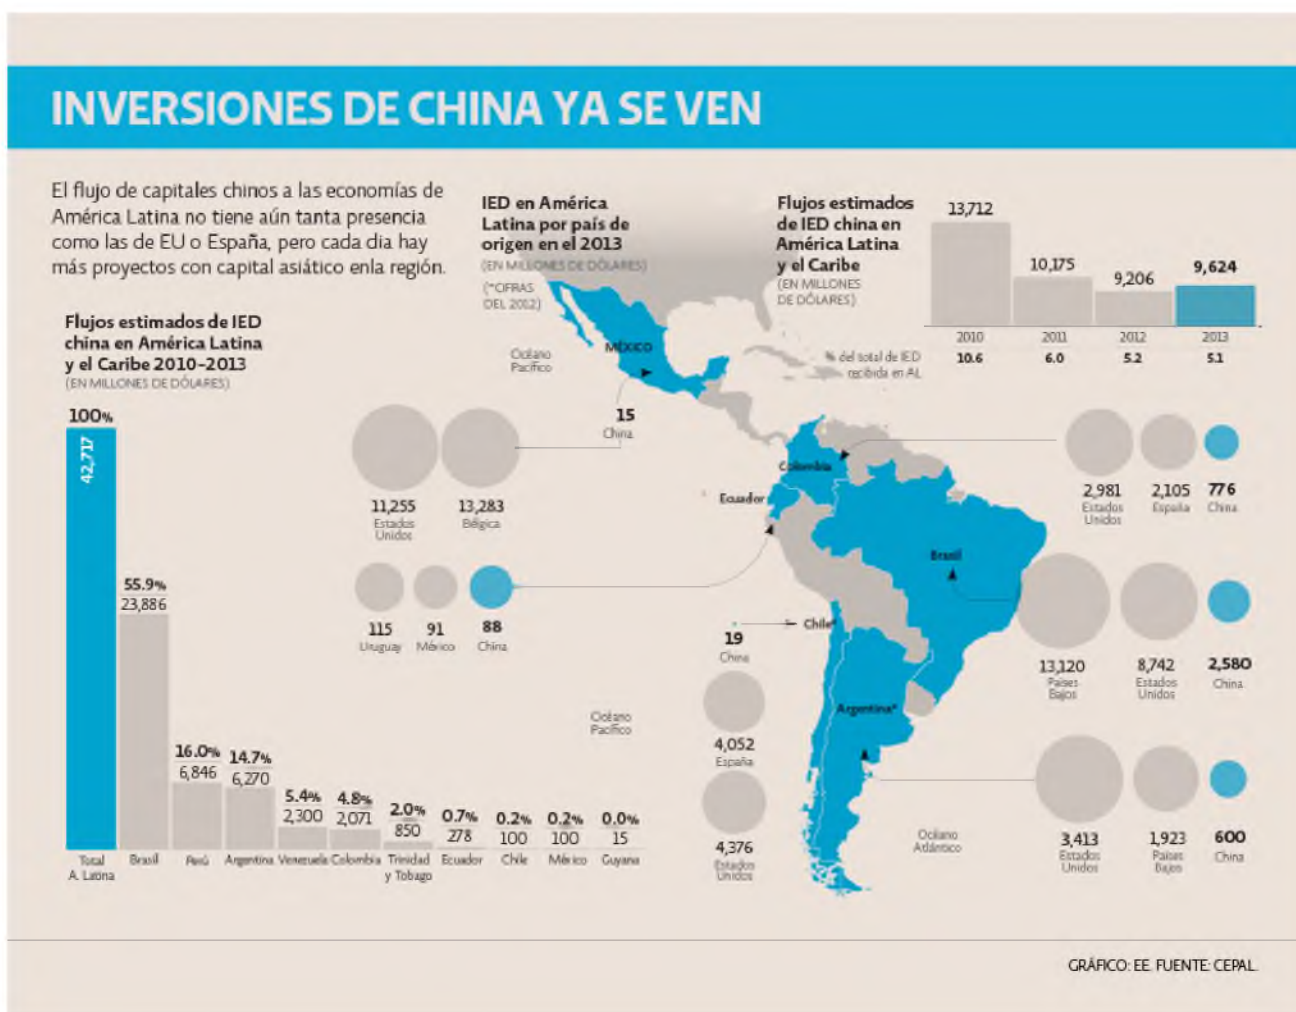 INVERSIONES DE CHINA YA SE VEN
El flujo de capitales chinos a las economías de
América Latina no tiene aún tanta presencia
como las de EU o España, pero cada dia hay
más proyectos con capital asiático enla región.
Flujos estimados de IED
china en América Latina
y el Caribe 2010-2013
(EN MILLONES DE DÓLARES)
100%
42,717
Total
A. Latina
55.9%
23,886
Brasil
16.0%
6,846
Perú
14.7%
6,270
Argentina
5.4%
2,300
Venezuela
4.8%
2,071
Colombia
2.0%
850
Trinidad
y Tobago
0.7%
278
Ecuador
0.2%
100
Chile
0.2%
100
México
0.0%
15
Guyana
IED en América
Latina por país de
origen en el 2013
(EN MILLONES DE DÓLARES)
(*CIFRAS
DEL 2012)
Océano
Pacífico
MÉXICO
15
China
11,255
Estados
Unidos
13,283
Bélgica
Ecuador
115
Uruguay
91
México
88
China
Chile*
19
China
4,052
España
4,376
Estados
Unidos
Océano
Pacífico
Colombia
2,981
Estados
Unidos
2,105
España
776
China
Brasil
13,120
Países
Bajos
8,742
Estados
Unidos
2,580
China
Argentina*
3,413
Estados
Unidos
1,923
Países
Bajos
600
China
Océano
Atlántico
Flujos estimados
de IED china en
América Latina
y el Caribe
(EN MILLONES
DE DÓLARES)
13,712
10,175
9,206
9,624
2010
2011
2012
2013
% del total de IED
recibida en AL
10.6
6.0
5.2
5.1
GRÁFICO: EE. FUENTE: CEPAL.